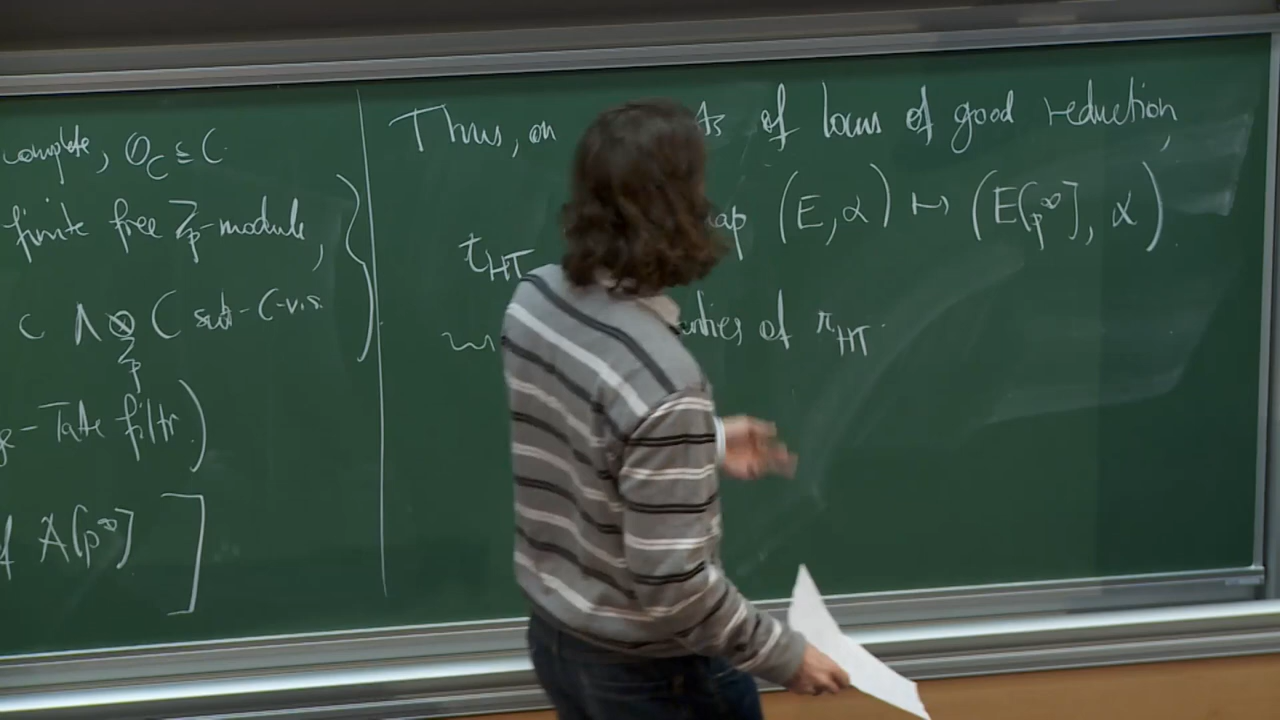 complete, O_C ⊆ C
finite free ℤ_p-module,
⊂ Λ ⊗_{ℤ_p} C sub-C-v.s.
-Tate filtr.)
A[p^∞] ]
Thus, on of locus of good reduction,
(E, α) ↦ (E[p^∞], α)
π_HT
of π_HT.